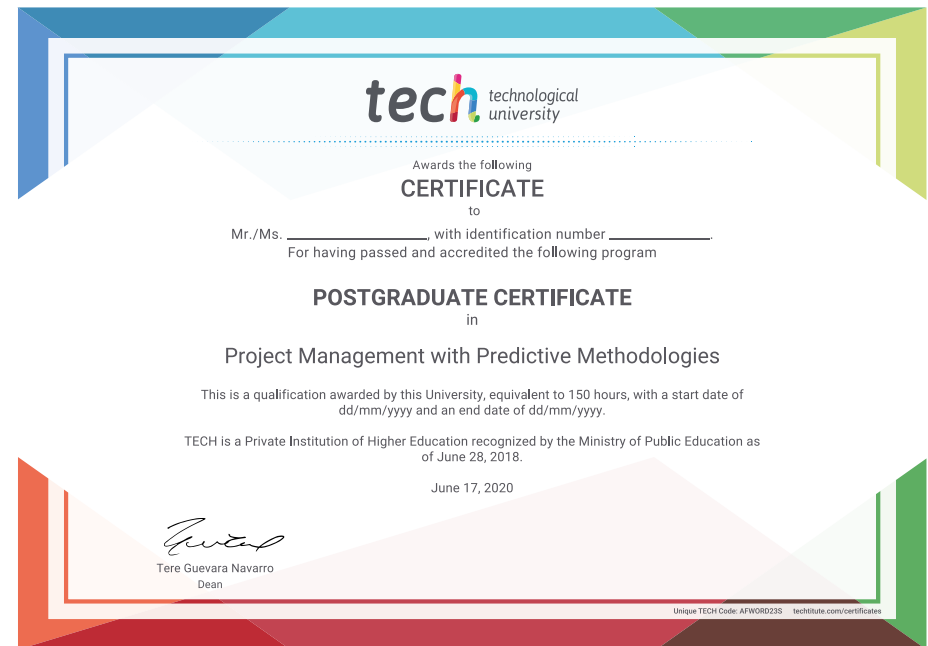 tech technological
university
Awards the following
CERTIFICATE
to
Mr./Ms. ____________________, with identification number ______________.
For having passed and accredited the following program
POSTGRADUATE CERTIFICATE
in
Project Management with Predictive Methodologies
This is a qualification awarded by this University, equivalent to 150 hours, with a start date of
dd/mm/yyyy and an end date of dd/mm/yyyy.
TECH is a Private Institution of Higher Education recognized by the Ministry of Public Education as
of June 28, 2018.
June 17, 2020
Tere Guevara Navarro
Dean
Unique TECH Code: AFWORD23S techtitute.com/certificates